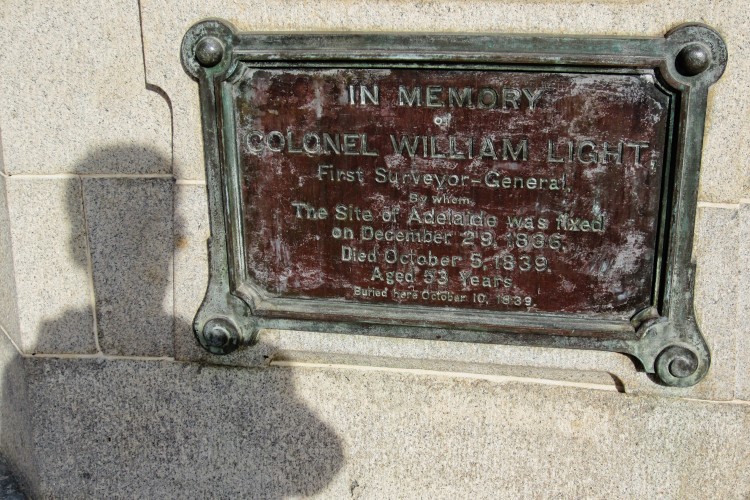 IN MEMORY
of
COLONEL WILLIAM LIGHT
First Surveyor-General.
By whom
The Site of Adelaide was fixed
on December 29, 1836.
Died October 5, 1839.
Aged 53 Years.
Buried here October 10, 1839.